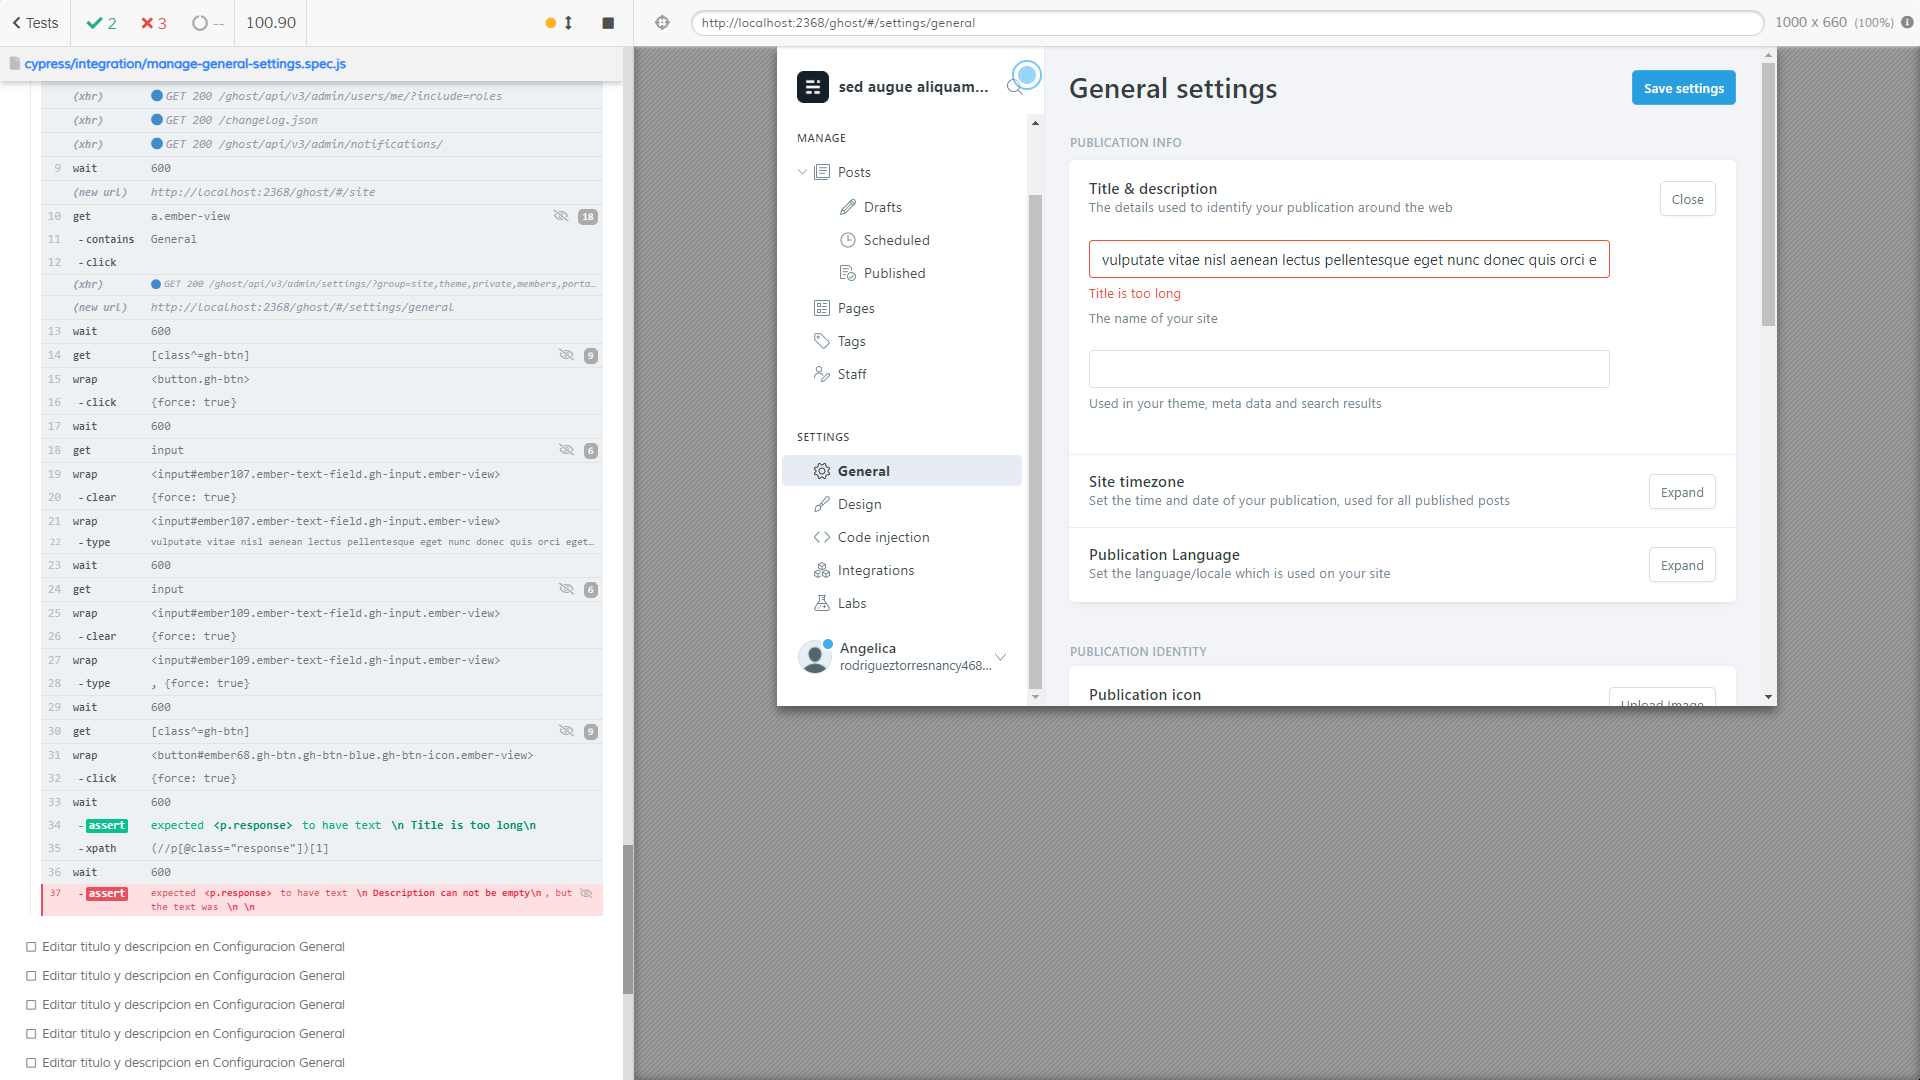 Tests
2
3
--
100.90
http://localhost:2368/ghost/#/settings/general
1000 x 660 (100%)
cypress/integration/manage-general-settings.spec.js
(xhr) GET 200 /ghost/api/v3/admin/users/me/?include=roles
(xhr) GET 200 /changelog.json
(xhr) GET 200 /ghost/api/v3/admin/notifications/
9 wait 600
(new url) http://localhost:2368/ghost/#/site
10 get a.ember-view 18
11 -contains General
12 -click
(xhr) GET 200 /ghost/api/v3/admin/settings/?group=site,theme,private,members,porta…
(new url) http://localhost:2368/ghost/#/settings/general
13 wait 600
14 get [class^=gh-btn] 9
15 wrap <button.gh-btn>
16 -click {force: true}
17 wait 600
18 get input 6
19 wrap <input#ember107.ember-text-field.gh-input.ember-view>
20 -clear {force: true}
21 wrap <input#ember107.ember-text-field.gh-input.ember-view>
22 -type vulputate vitae nisl aenean lectus pellentesque eget nunc donec quis orci eget…
23 wait 600
24 get input 6
25 wrap <input#ember109.ember-text-field.gh-input.ember-view>
26 -clear {force: true}
27 wrap <input#ember109.ember-text-field.gh-input.ember-view>
28 -type , {force: true}
29 wait 600
30 get [class^=gh-btn] 9
31 wrap <button#ember68.gh-btn.gh-btn-blue.gh-btn-icon.ember-view>
32 -click {force: true}
33 wait 600
34 -assert expected <p.response> to have text \n Title is too long\n
35 -xpath (//p[@class="response"])[1]
36 wait 600
37 -assert expected <p.response> to have text \n Description can not be empty\n , but
the text was \n \n
Editar titulo y descripcion en Configuracion General
Editar titulo y descripcion en Configuracion General
Editar titulo y descripcion en Configuracion General
Editar titulo y descripcion en Configuracion General
Editar titulo y descripcion en Configuracion General
sed augue aliquam...
MANAGE
Posts
Drafts
Scheduled
Published
Pages
Tags
Staff
SETTINGS
General
Design
Code injection
Integrations
Labs
Angelica
rodrigueztorresnancy468...
General settings
Save settings
PUBLICATION INFO
Title & description
The details used to identify your publication around the web
Close
vulputate vitae nisl aenean lectus pellentesque eget nunc donec quis orci e
Title is too long
The name of your site
Used in your theme, meta data and search results
Site timezone
Set the time and date of your publication, used for all published posts
Expand
Publication Language
Set the language/locale which is used on your site
Expand
PUBLICATION IDENTITY
Publication icon
Upload Image